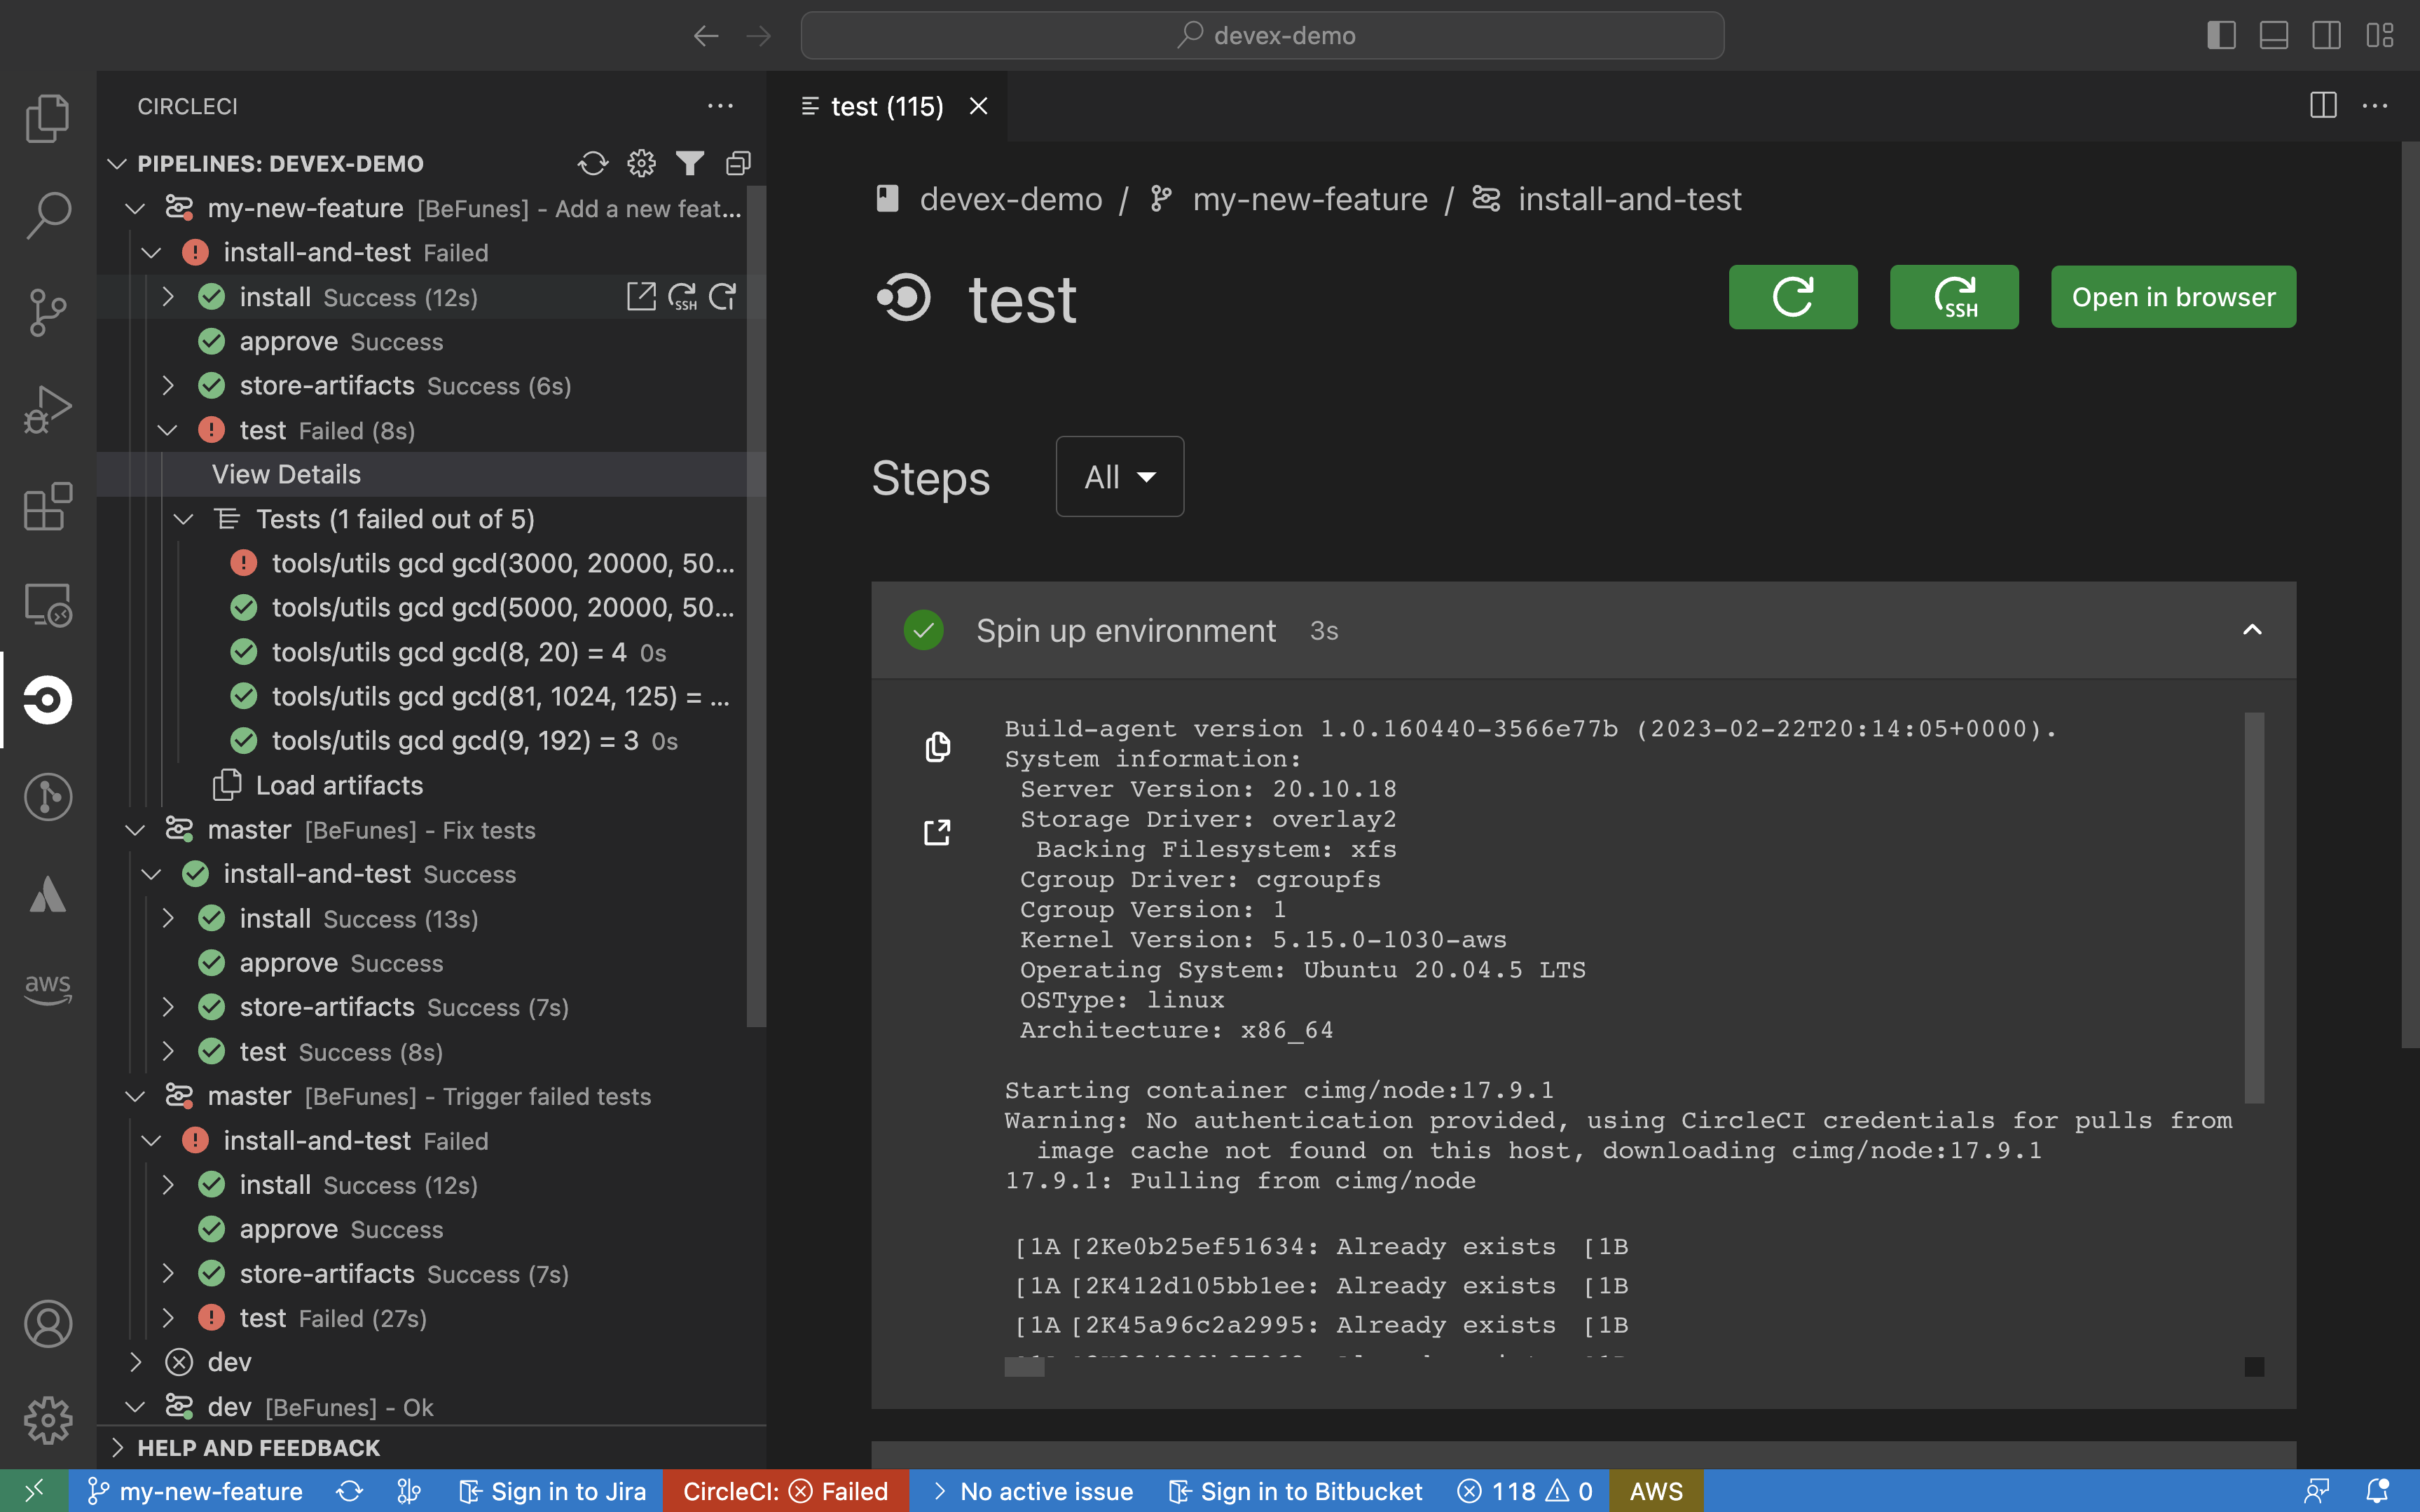 devex-demo
CIRCLECI
PIPELINES: DEVEX-DEMO
my-new-feature [BeFunes] - Add a new feat...
install-and-test Failed
install Success (12s)
SSH
approve Success
store-artifacts Success (6s)
test Failed (8s)
View Details
Tests (1 failed out of 5)
tools/utils gcd gcd(3000, 20000, 50...
tools/utils gcd gcd(5000, 20000, 50...
tools/utils gcd gcd(8, 20) = 4 0s
tools/utils gcd gcd(81, 1024, 125) = ...
tools/utils gcd gcd(9, 192) = 3 0s
Load artifacts
master [BeFunes] - Fix tests
install-and-test Success
install Success (13s)
approve Success
store-artifacts Success (7s)
test Success (8s)
master [BeFunes] - Trigger failed tests
install-and-test Failed
install Success (12s)
approve Success
store-artifacts Success (7s)
test Failed (27s)
dev
dev [BeFunes] - Ok
HELP AND FEEDBACK
aws
test (115)
devex-demo / my-new-feature / install-and-test
test
SSH
Open in browser
Steps
All
Spin up environment 3s
Build-agent version 1.0.160440-3566e77b (2023-02-22T20:14:05+0000).
System information:
Server Version: 20.10.18
Storage Driver: overlay2
Backing Filesystem: xfs
Cgroup Driver: cgroupfs
Cgroup Version: 1
Kernel Version: 5.15.0-1030-aws
Operating System: Ubuntu 20.04.5 LTS
OSType: linux
Architecture: x86_64
Starting container cimg/node:17.9.1
Warning: No authentication provided, using CircleCI credentials for pulls from
image cache not found on this host, downloading cimg/node:17.9.1
17.9.1: Pulling from cimg/node
[1A [2Ke0b25ef51634: Already exists [1B
[1A [2K412d105bb1ee: Already exists [1B
[1A [2K45a96c2a2995: Already exists [1B
my-new-feature
Sign in to Jira
CircleCI: Failed
No active issue
Sign in to Bitbucket
118 0
AWS